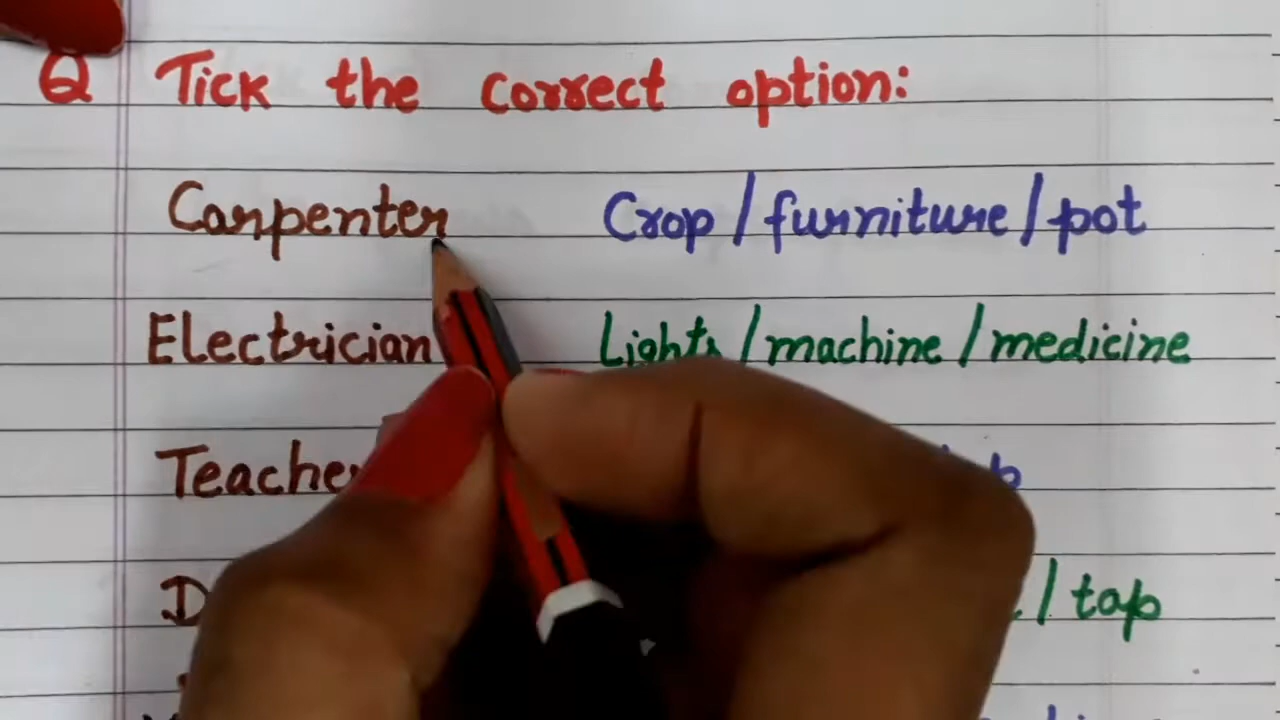 Q Tick the correct option:
Carpenter Crop/furniture/pot
Electrician Lights/machine/medicine
Teacher
/tap